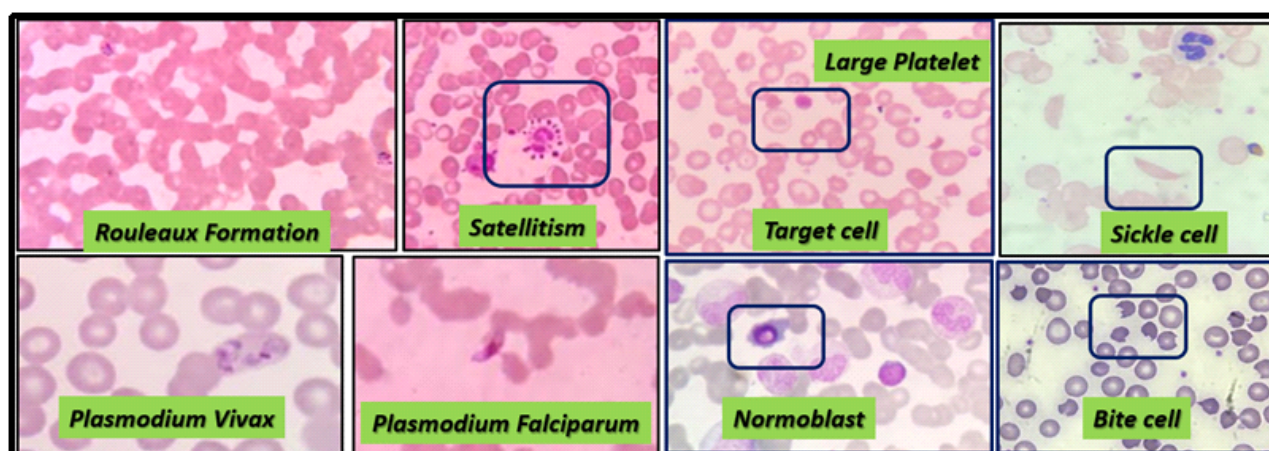 Rouleaux Formation
Satellitism
Large Platelet
Target cell
Sickle cell
Plasmodium Vivax
Plasmodium Falciparum
Normoblast
Bite cell